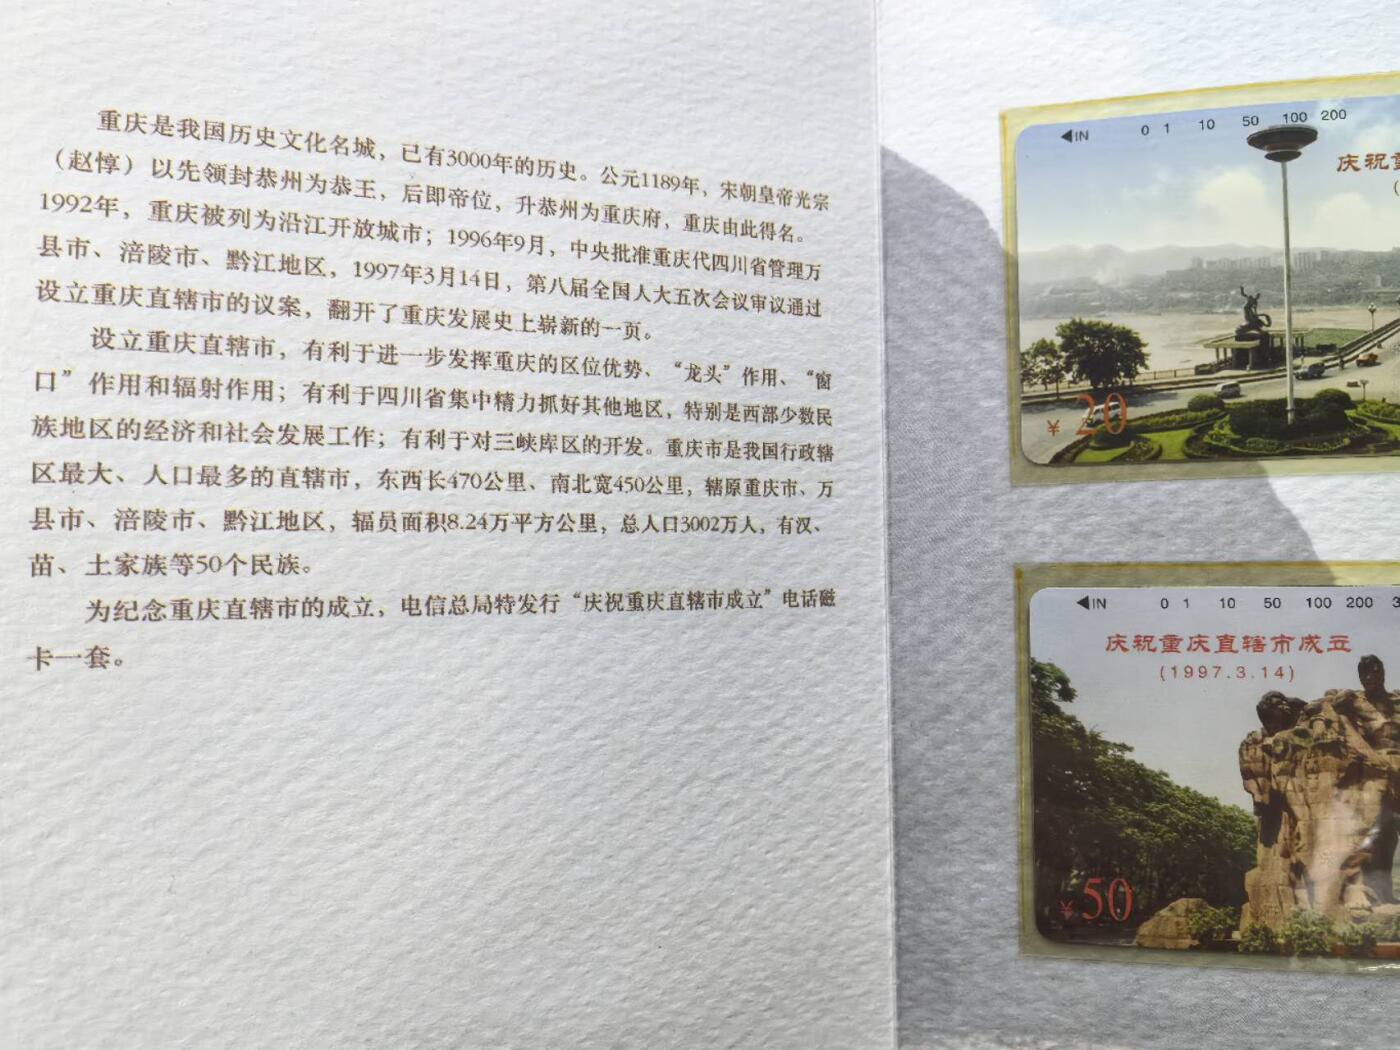 重庆是我国历史文化名城，已有3000年的历史。公元1189年，宋朝皇帝光宗
（赵惇）以先领封恭州为恭王，后即帝位，升恭州为重庆府，重庆由此得名。
1992年，重庆被列为沿江开放城市；1996年9月，中央批准重庆代四川省管理万
县市、涪陵市、黔江地区，1997年3月14日，第八届全国人大五次会议审议通过
设立重庆直辖市的议案，翻开了重庆发展史上崭新的一页。
设立重庆直辖市，有利于进一步发挥重庆的区位优势、“龙头”作用、“窗
口”作用和辐射作用；有利于四川省集中精力抓好其他地区，特别是西部少数民
族地区的经济和社会发展工作；有利于对三峡库区的开发。重庆市是我国行政辖
区最大、人口最多的直辖市，东西长470公里、南北宽450公里，辖原重庆市、万
县市、涪陵市、黔江地区，辐员面积8.24万平方公里，总人口3002万人，有汉、
苗、土家族等50个民族。
为纪念重庆直辖市的成立，电信总局特发行“庆祝重庆直辖市成立”电话磁
卡一套。
◀IN 0 1 10 50 100 200
庆祝重
(
¥20
◀IN 0 1 10 50 100 200 3
庆祝重庆直辖市成立
(1997.3.14)
¥50